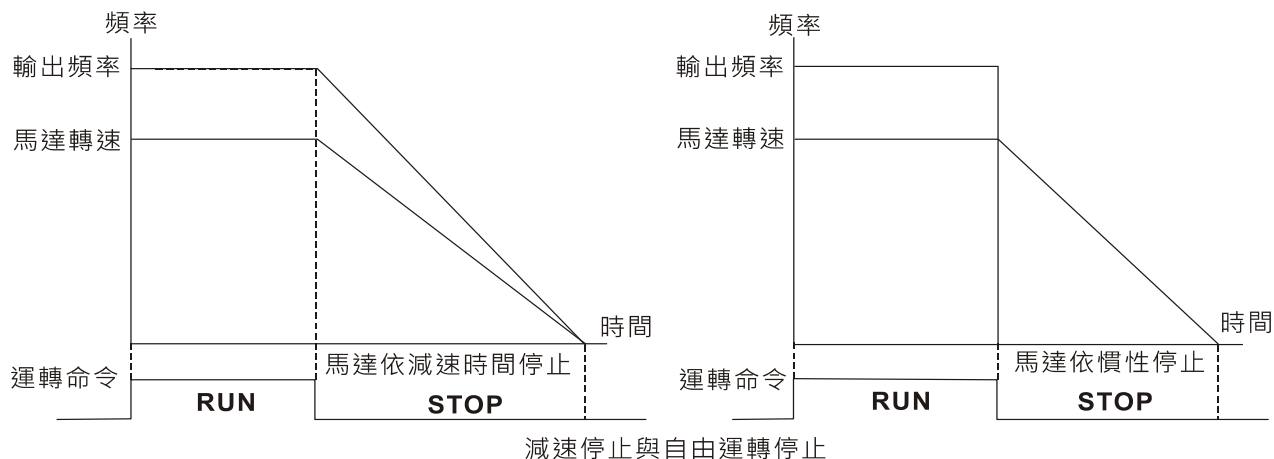 頻率
輸出頻率
馬達轉速
時間
馬達依減速時間停止
運轉命令
RUN
STOP
頻率
輸出頻率
馬達轉速
時間
馬達依慣性停止
運轉命令
RUN
STOP
減速停止與自由運轉停止